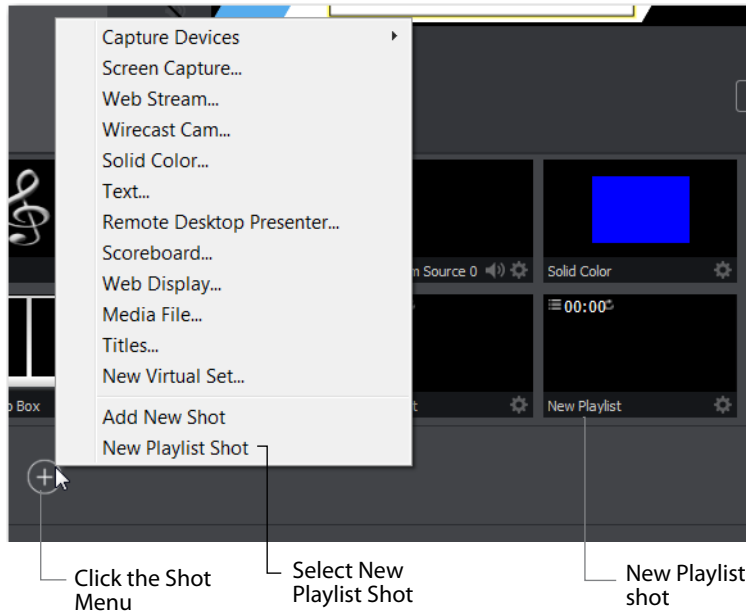 Capture Devices
Screen Capture...
Web Stream...
Wirecast Cam...
Solid Color...
Text...
Remote Desktop Presenter...
Scoreboard...
Web Display...
Media File...
Titles...
New Virtual Set...
Add New Shot
New Playlist Shot
Source 0
Solid Color
00:00
Box
New Playlist
Click the Shot
Menu
Select New
Playlist Shot
New Playlist
shot